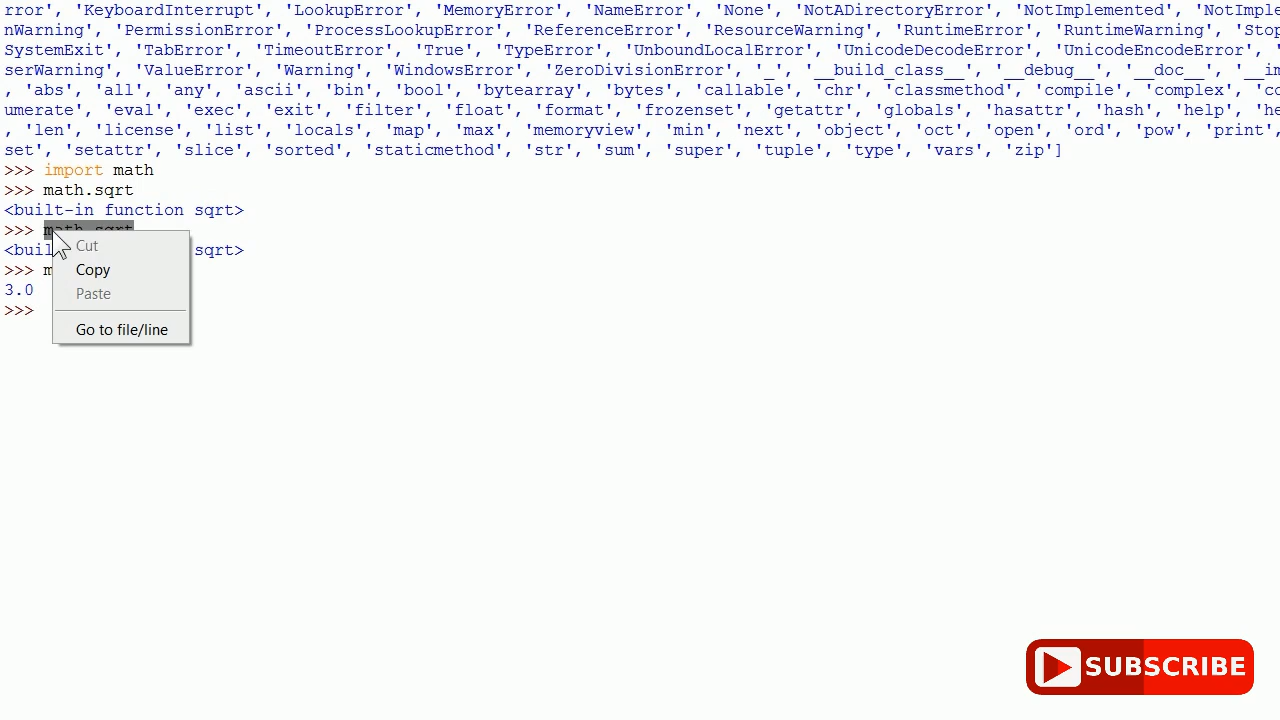 rror', 'KeyboardInterrupt', 'LookupError', 'MemoryError', 'NameError', 'None', 'NotADirectoryError', 'NotImplemented', 'NotImple
nWarning', 'PermissionError', 'ProcessLookupError', 'ReferenceError', 'ResourceWarning', 'RuntimeError', 'RuntimeWarning', 'Stop
SystemExit', 'TabError', 'TimeoutError', 'True', 'TypeError', 'UnboundLocalError', 'UnicodeDecodeError', 'UnicodeEncodeError',
serWarning', 'ValueError', 'Warning', 'WindowsError', 'ZeroDivisionError', '_', '__build_class__', '__debug__', '__doc__', '__im
, 'abs', 'all', 'any', 'ascii', 'bin', 'bool', 'bytearray', 'bytes', 'callable', 'chr', 'classmethod', 'compile', 'complex', 'co
umerate', 'eval', 'exec', 'exit', 'filter', 'float', 'format', 'frozenset', 'getattr', 'globals', 'hasattr', 'hash', 'help', 'he
, 'len', 'license', 'list', 'locals', 'map', 'max', 'memoryview', 'min', 'next', 'object', 'oct', 'open', 'ord', 'pow', 'print',
set', 'setattr', 'slice', 'sorted', 'staticmethod', 'str', 'sum', 'super', 'tuple', 'type', 'vars', 'zip']
>>> import math
>>> math.sqrt
<built-in function sqrt>
>>> math.sqrt
<buil sqrt>
>>> m
3.0
>>>
Cut
Copy
Paste
Go to file/line
SUBSCRIBE